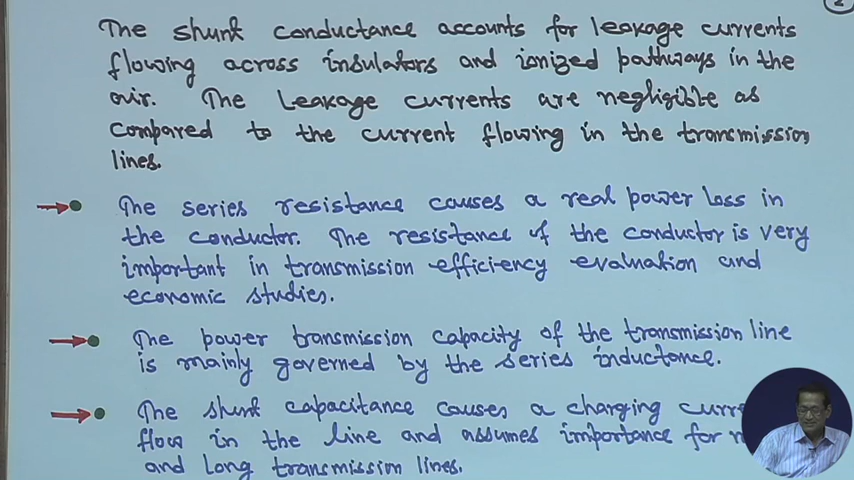 2
The shunt conductance accounts for leakage currents
flowing across insulators and ionized pathways in the
air. The Leakage currents are negligible as
compared to the current flowing in the transmission
lines.
The series resistance causes a real power loss in
the conductor. The resistance of the conductor is very
important in transmission efficiency evaluation and
economic studies.
The power transmission capacity of the transmission line
is mainly governed by the series inductance.
The shunt capacitance causes a charging
flow in the line and assumes importance for
and long transmission lines.